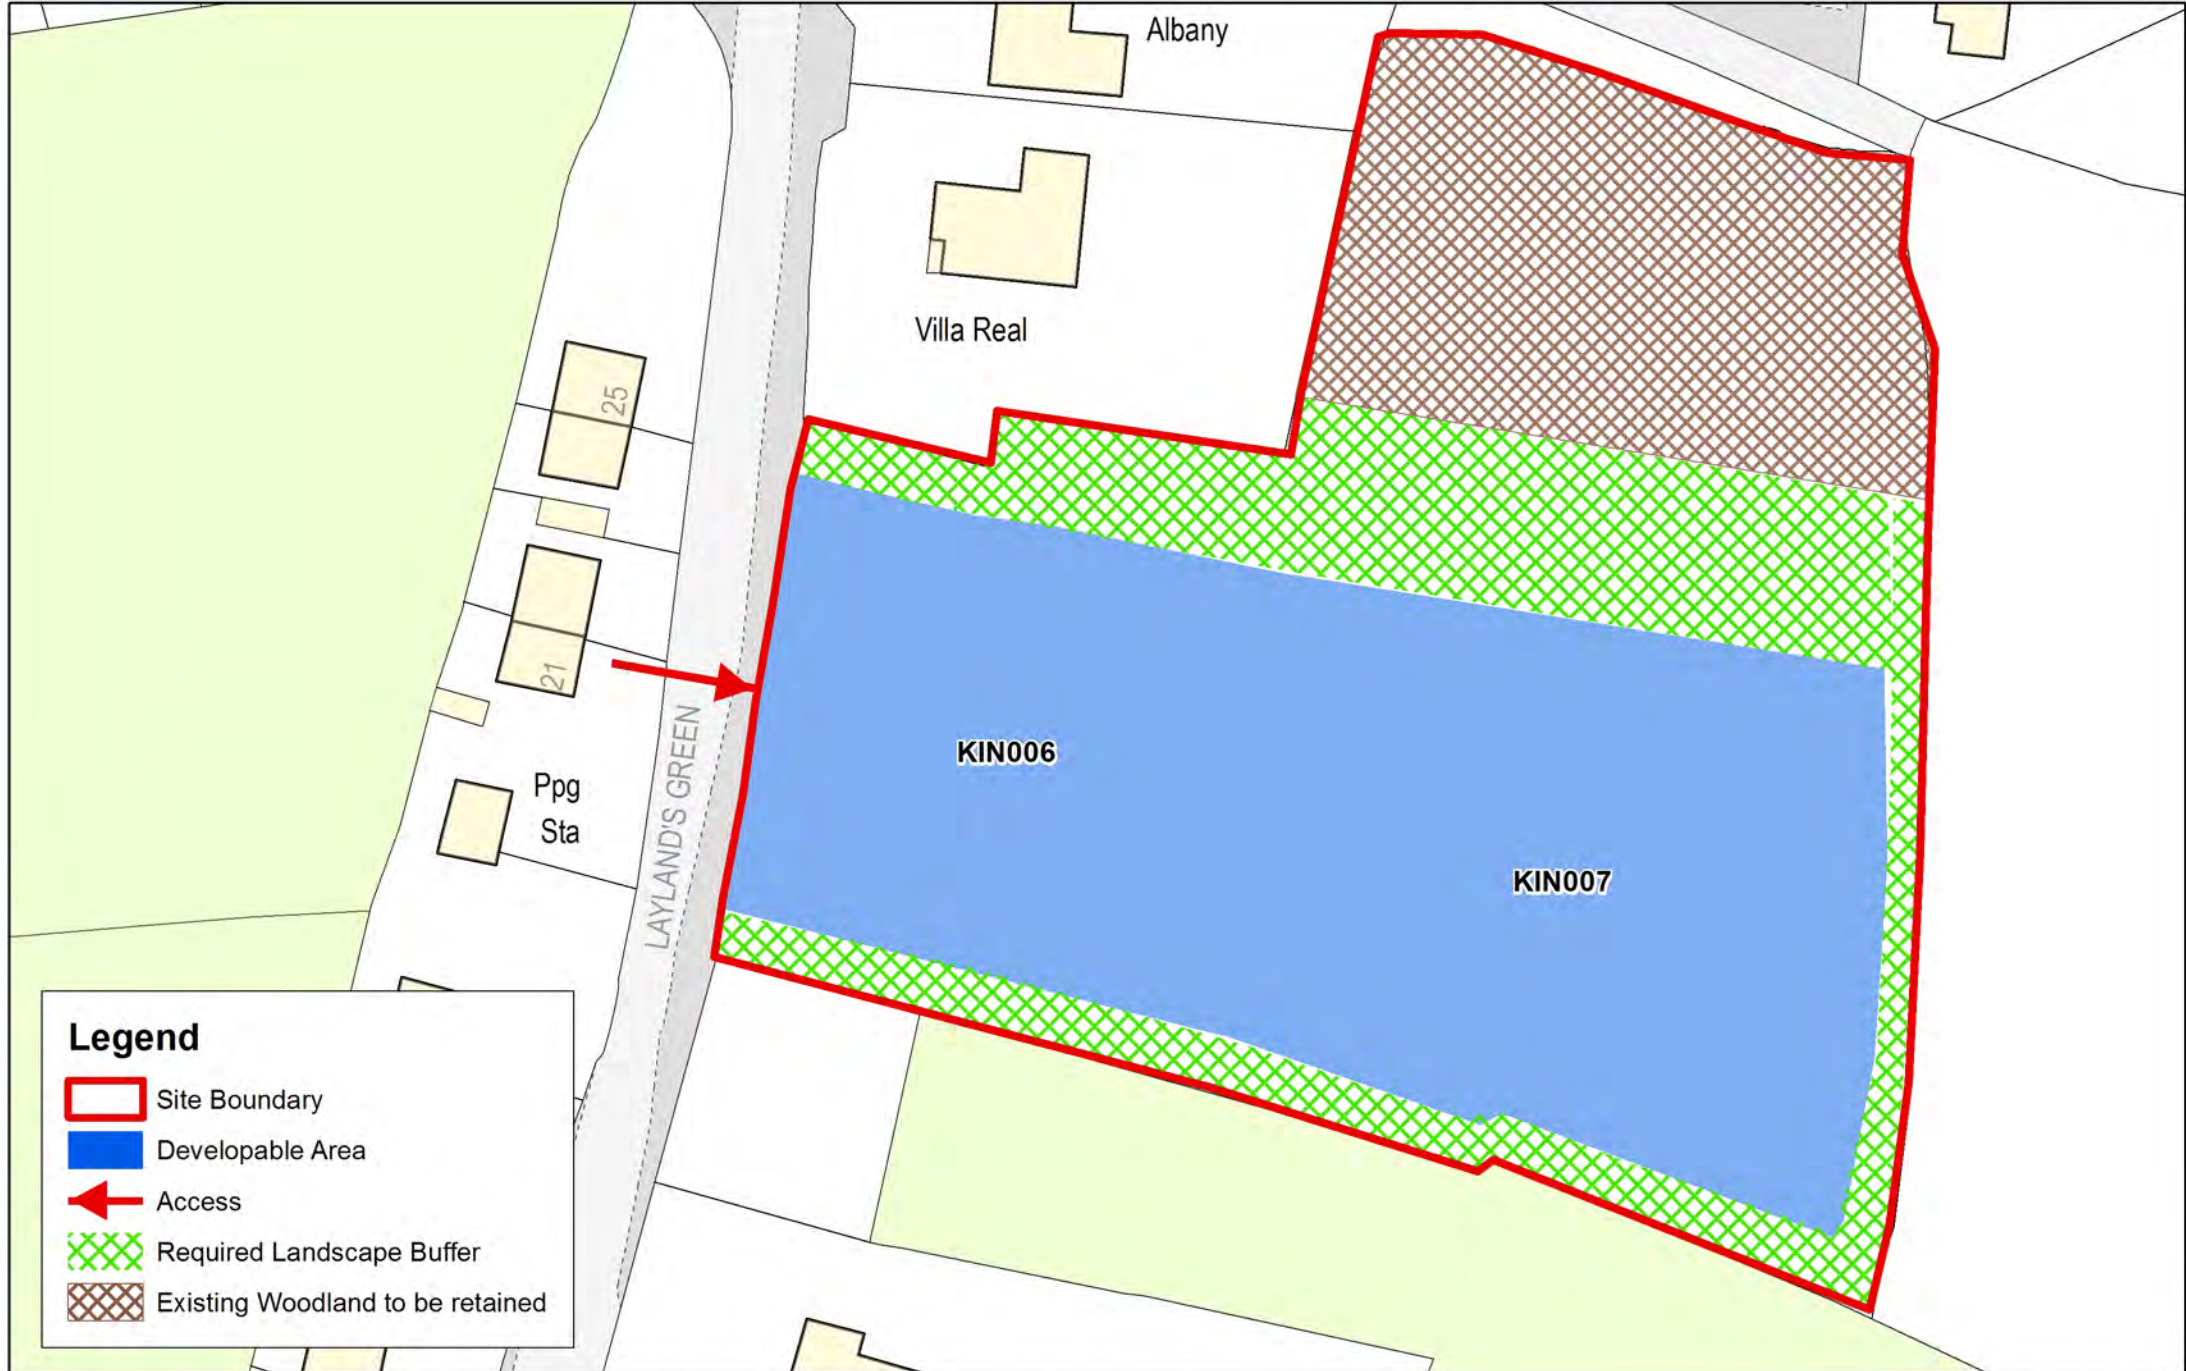 Albany
Villa Real
25
21
Ppg
Sta
LAYLAND'S GREEN
KIN006
KIN007
Legend
Site Boundary
Developable Area
Access
Required Landscape Buffer
Existing Woodland to be retained